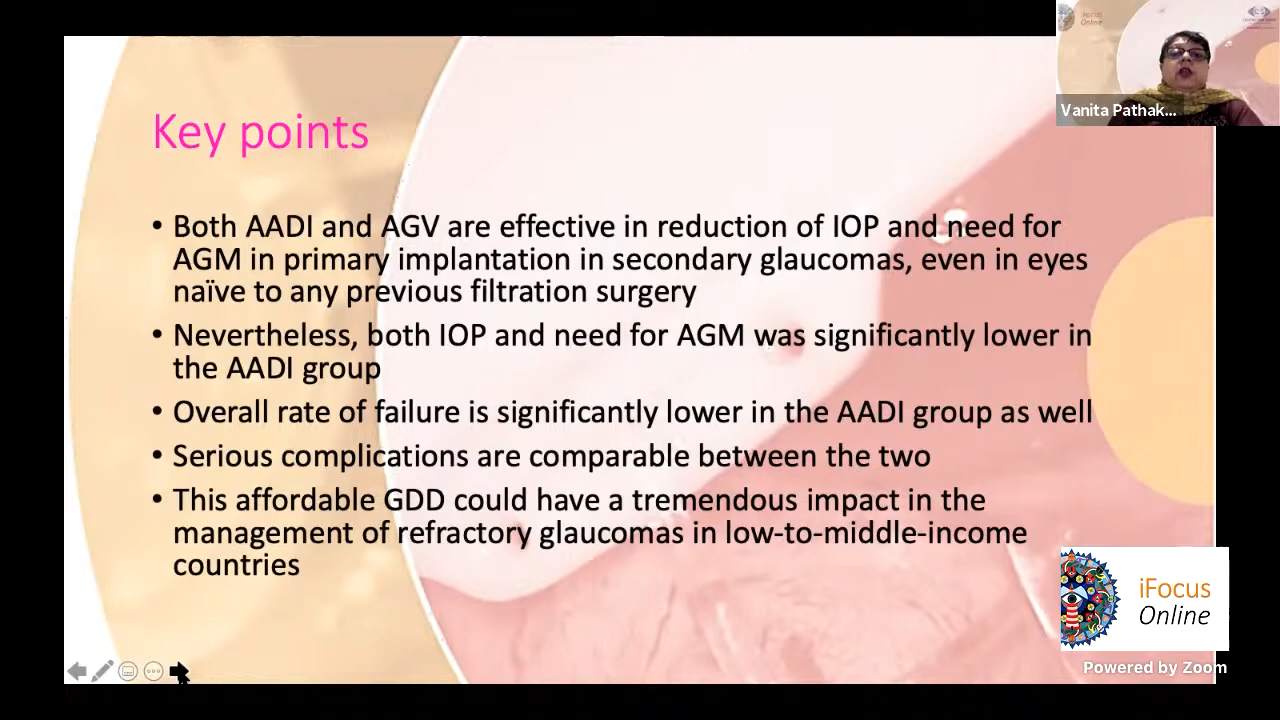 Vanita Pathak...
Key points
• Both AADI and AGV are effective in reduction of IOP and need for
AGM in primary implantation in secondary glaucomas, even in eyes
naïve to any previous filtration surgery
• Nevertheless, both IOP and need for AGM was significantly lower in
the AADI group
• Overall rate of failure is significantly lower in the AADI group as well
• Serious complications are comparable between the two
• This affordable GDD could have a tremendous impact in the
management of refractory glaucomas in low-to-middle-income
countries
iFocus
Online
Powered by Zoom